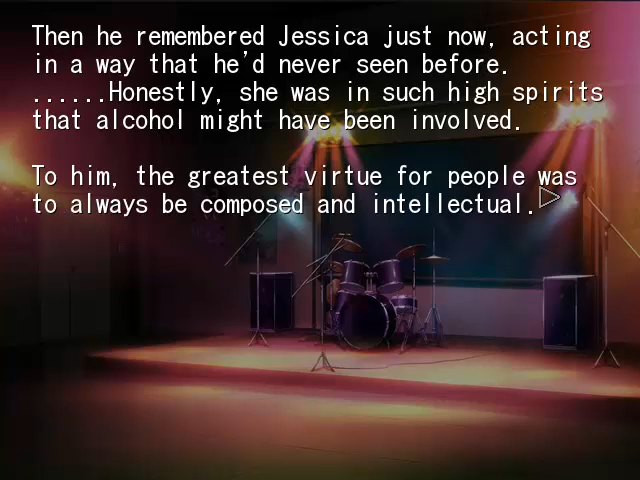 Then he remembered Jessica just now, acting
in a way that he'd never seen before.
......Honestly, she was in such high spirits
that alcohol might have been involved.
To him, the greatest virtue for people was
to always be composed and intellectual.